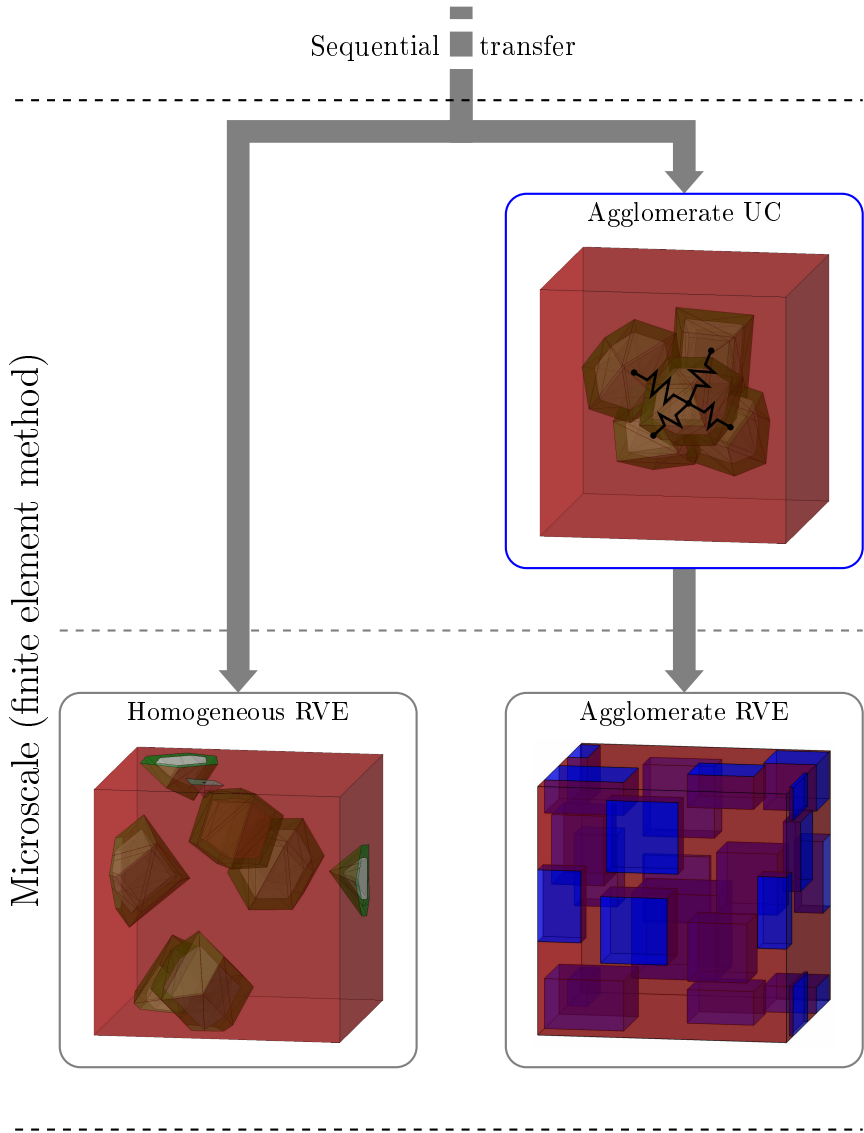 Sequential transfer
Agglomerate UC
Microscale (finite element method)
Homogeneous RVE
Agglomerate RVE